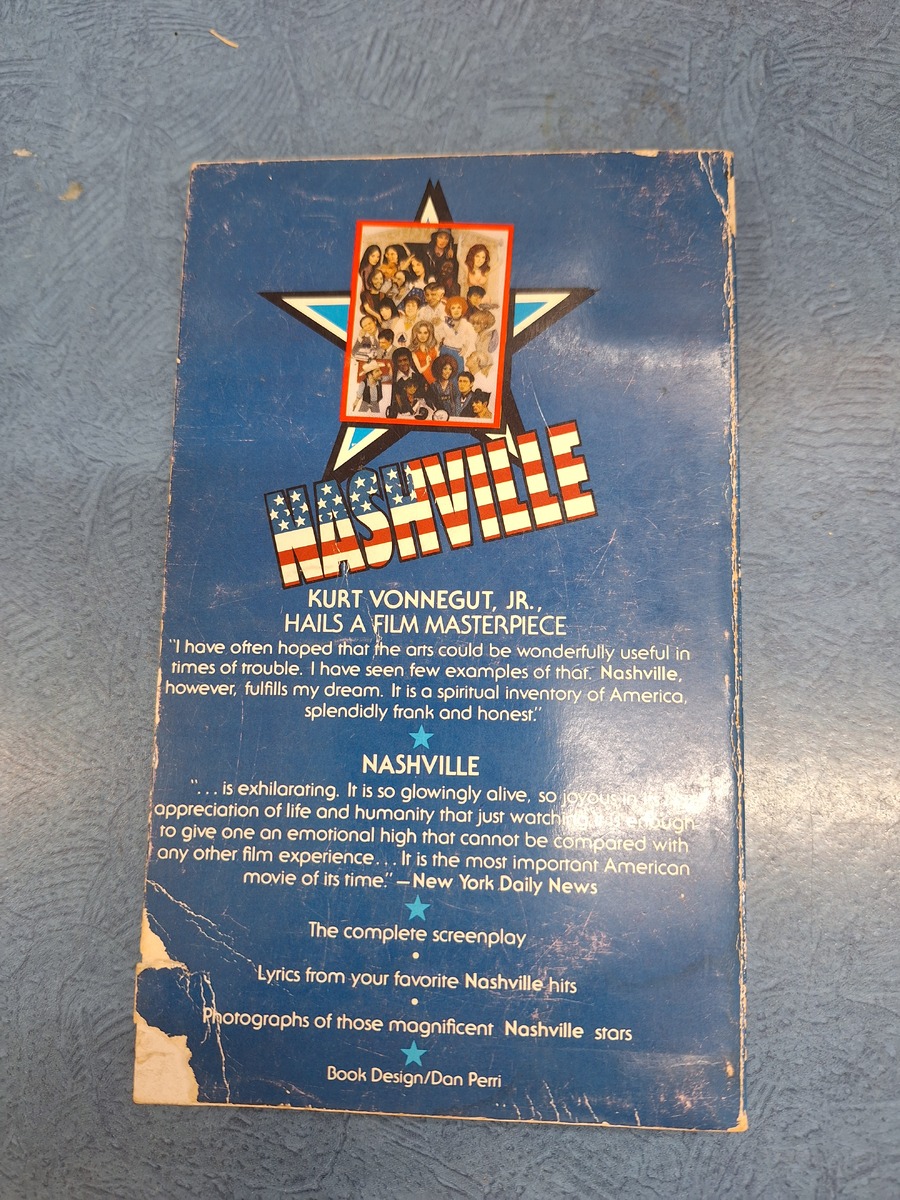 NASHVILLE
KURT VONNEGUT, JR.,
HAILS A FILM MASTERPIECE
"I have often hoped that the arts could be wonderfully useful in
times of trouble. I have seen few examples of that. Nashville,
however, fulfills my dream. It is a spiritual inventory of America,
splendidly frank and honest."
NASHVILLE
"... is exhilarating. It is so glowingly alive, so joyous in its
appreciation of life and humanity that just watching it is enough
to give one an emotional high that cannot be compared with
any other film experience... It is the most important American
movie of its time." —New York Daily News
The complete screenplay
•
Lyrics from your favorite Nashville hits
•
Photographs of those magnificent Nashville stars
Book Design/Dan Perri